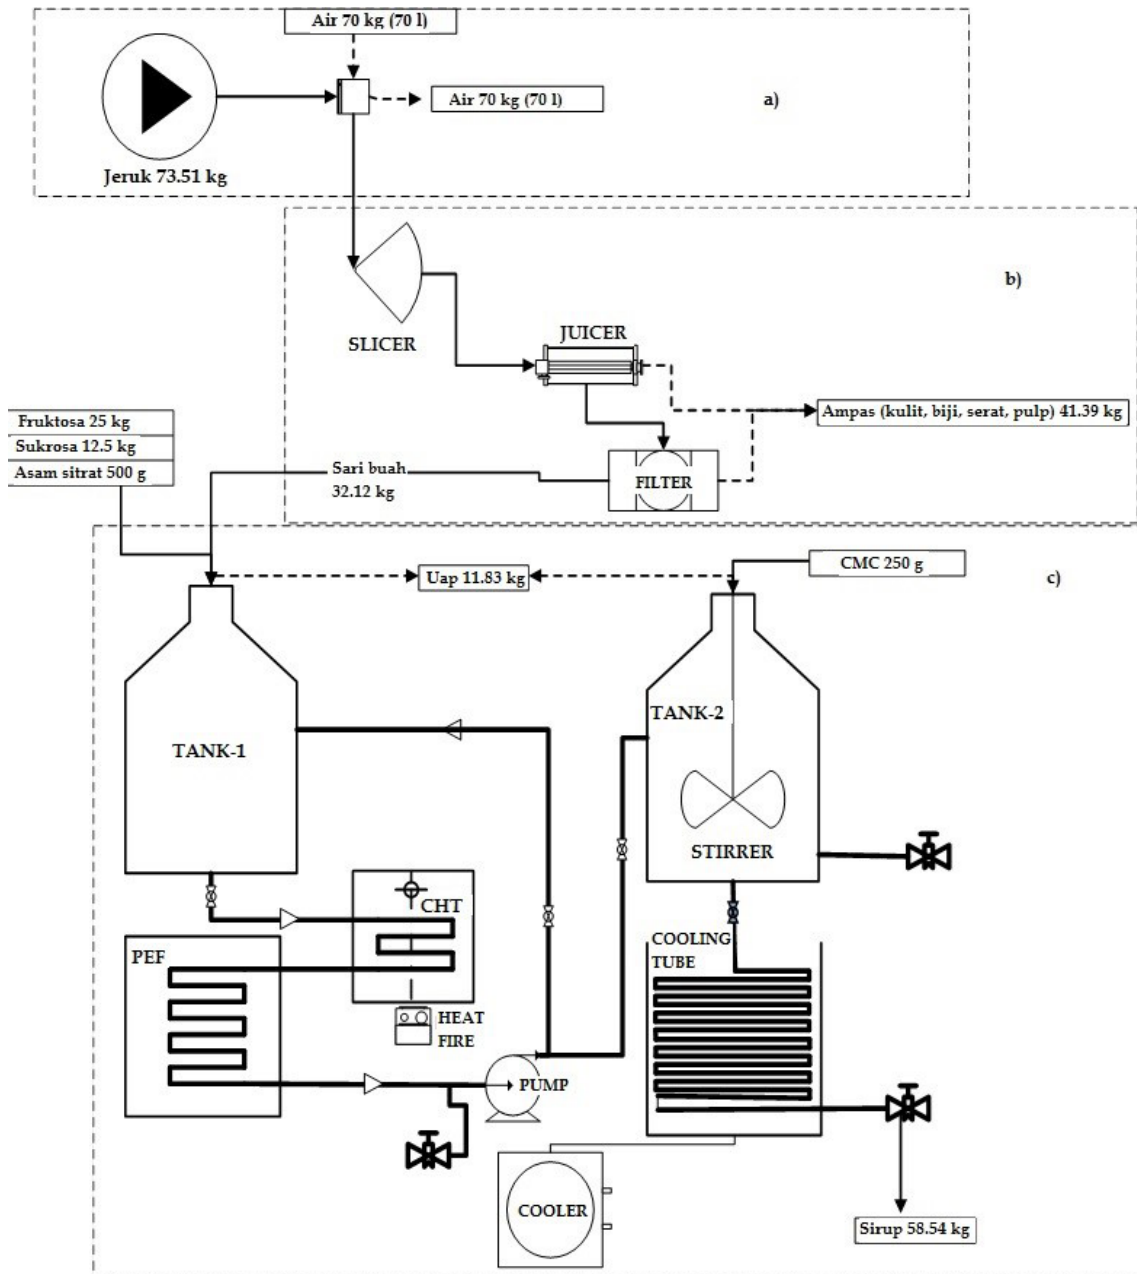 Air 70 kg (70 l)
Air 70 kg (70 l)
a)
Jeruk 73.51 kg
b)
SLICER
JUICER
Ampas (kulit, biji, serat, pulp) 41.39 kg
Fruktosa 25 kg
Sukrosa 12.5 kg
Asam sitrat 500 g
Sari buah
32.12 kg
FILTER
Uap 11.83 kg
CMC 250 g
c)
TANK-1
TANK-2
STIRRER
CHT
PEF
COOLING
TUBE
HEAT
FIRE
PUMP
COOLER
Sirup 58.54 kg